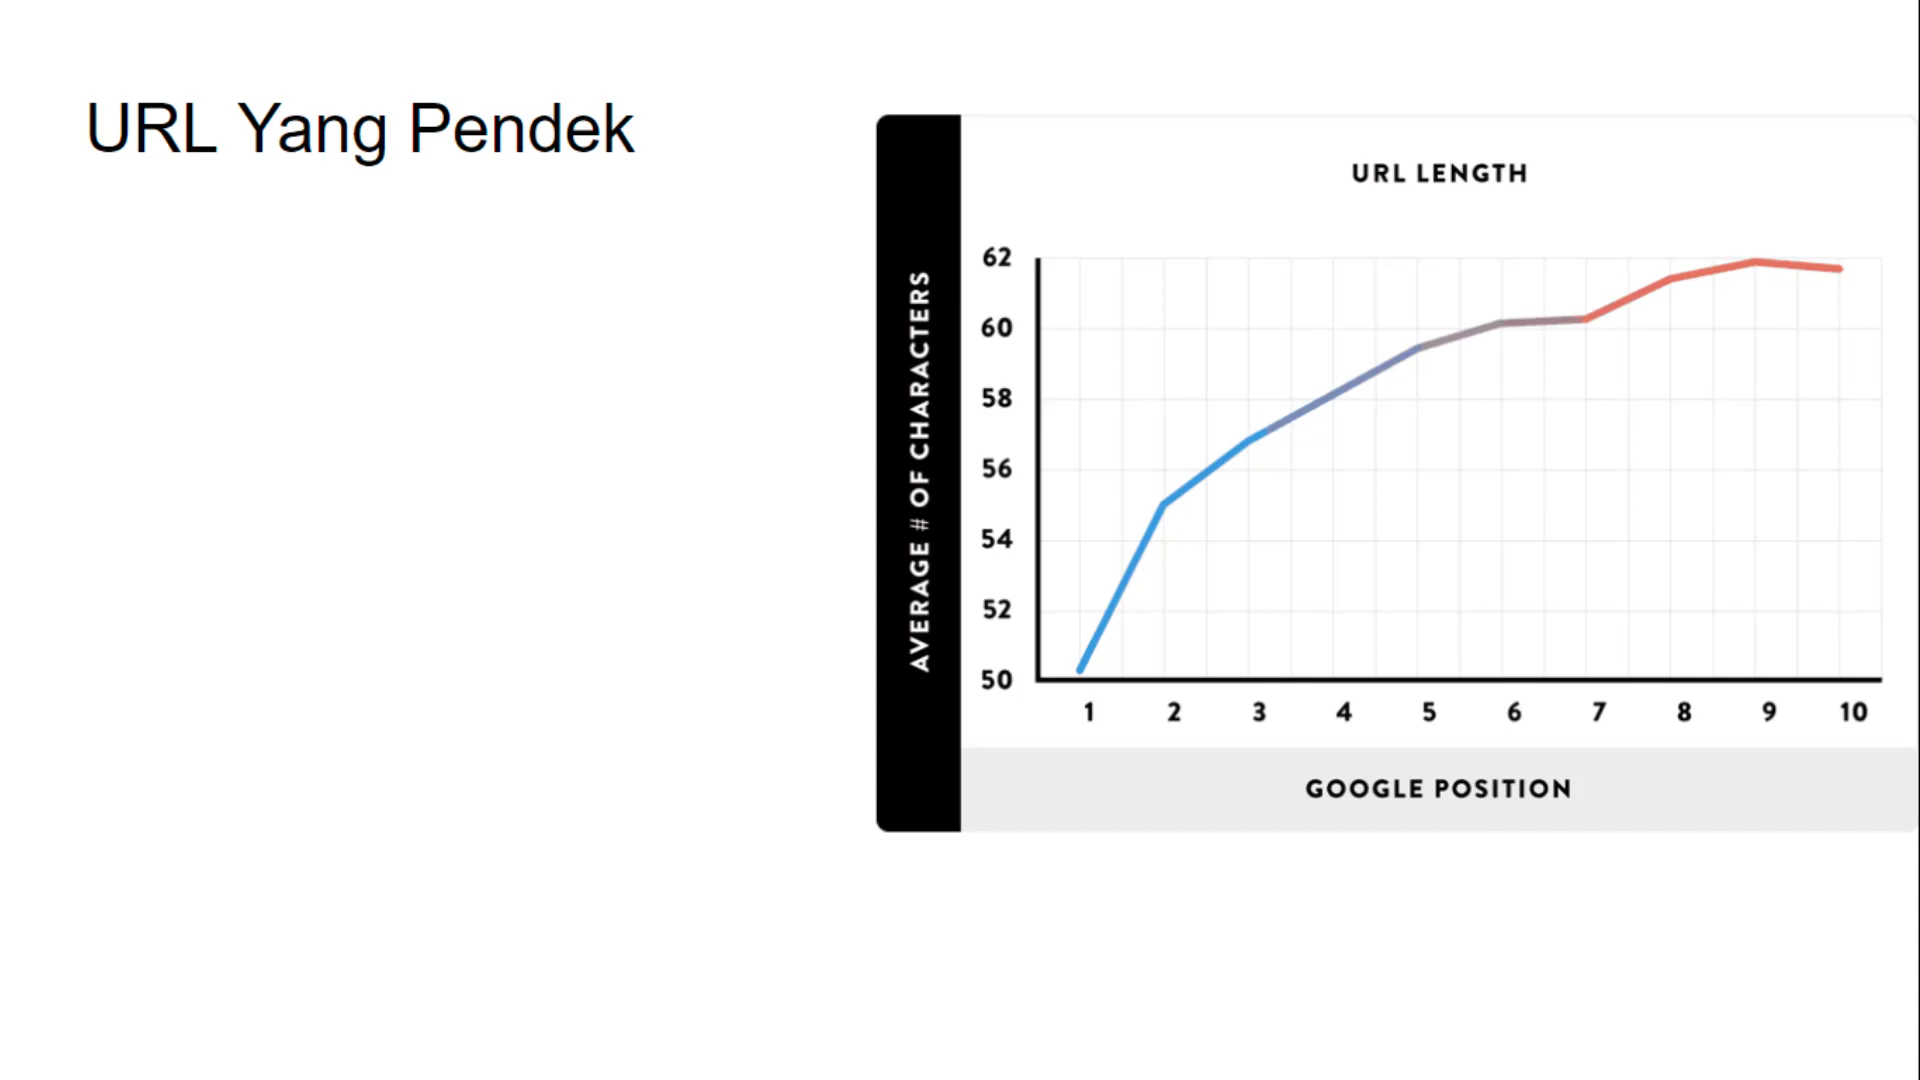 URL Yang Pendek
URL LENGTH
AVERAGE # OF CHARACTERS
62
60
58
56
54
52
50
1 2 3 4 5 6 7 8 9 10
GOOGLE POSITION